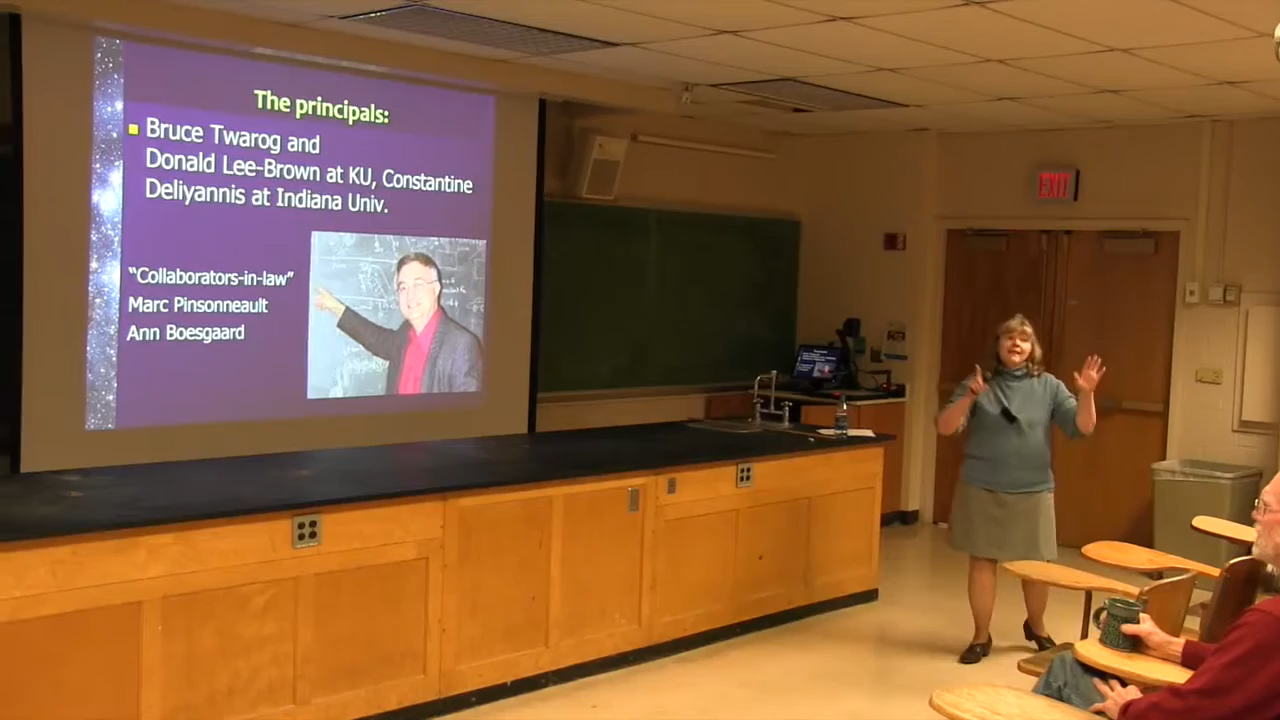 The principals:
Bruce Twarog and
Donald Lee-Brown at KU, Constantine
Deliyannis at Indiana Univ.
“Collaborators-in-law”
Marc Pinsonneault
Ann Boesgaard
EXIT